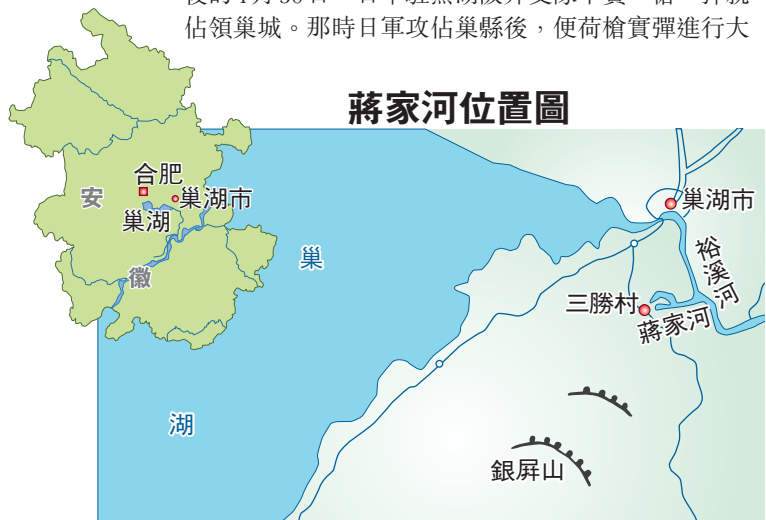 佔領巢城。那時日軍攻佔巢縣後，便荷槍實彈進行大
蔣家河位置圖
合肥
安
巢湖市
巢湖
徽
巢
湖
巢湖市
裕溪河
三勝村
蔣家河
銀屏山